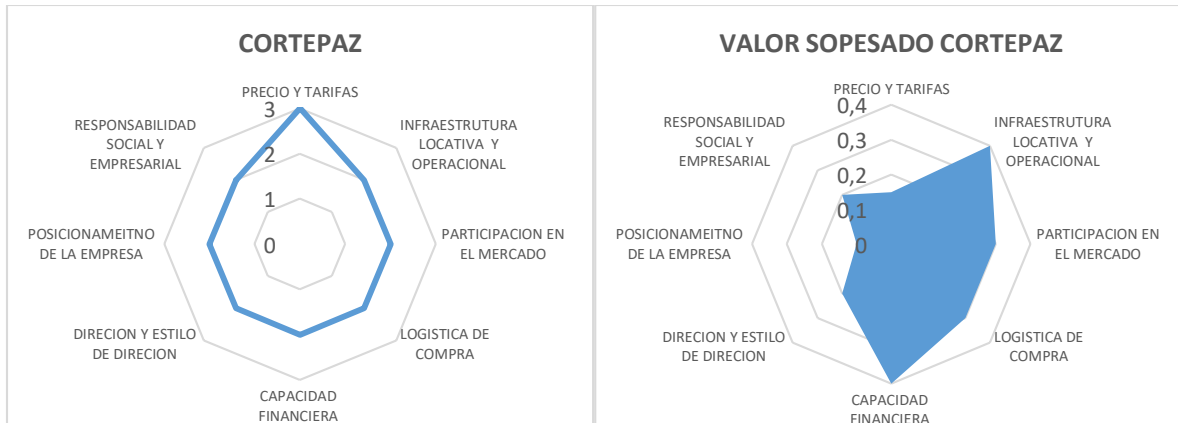 CORTEPAZ
PRECIO Y TARIFAS
3
2
1
0
INFRAESTRUTURA
LOCATIVA Y
OPERACIONAL
PARTICIPACION EN
EL MERCADO
LOGISTICA DE
COMPRA
CAPACIDAD
FINANCIERA
DIRECION Y ESTILO
DE DIRECION
POSICIONAMEITNO
DE LA EMPRESA
RESPONSABILIDAD
SOCIAL Y
EMPRESARIAL
VALOR SOPESADO CORTEPAZ
PRECIO Y TARIFAS
0,4
0,3
0,2
0,1
0
INFRAESTRUTURA
LOCATIVA Y
OPERACIONAL
PARTICIPACION EN
EL MERCADO
LOGISTICA DE
COMPRA
CAPACIDAD
FINANCIERA
DIRECION Y ESTILO
DE DIRECION
POSICIONAMEITNO
DE LA EMPRESA
RESPONSABILIDAD
SOCIAL Y
EMPRESARIAL